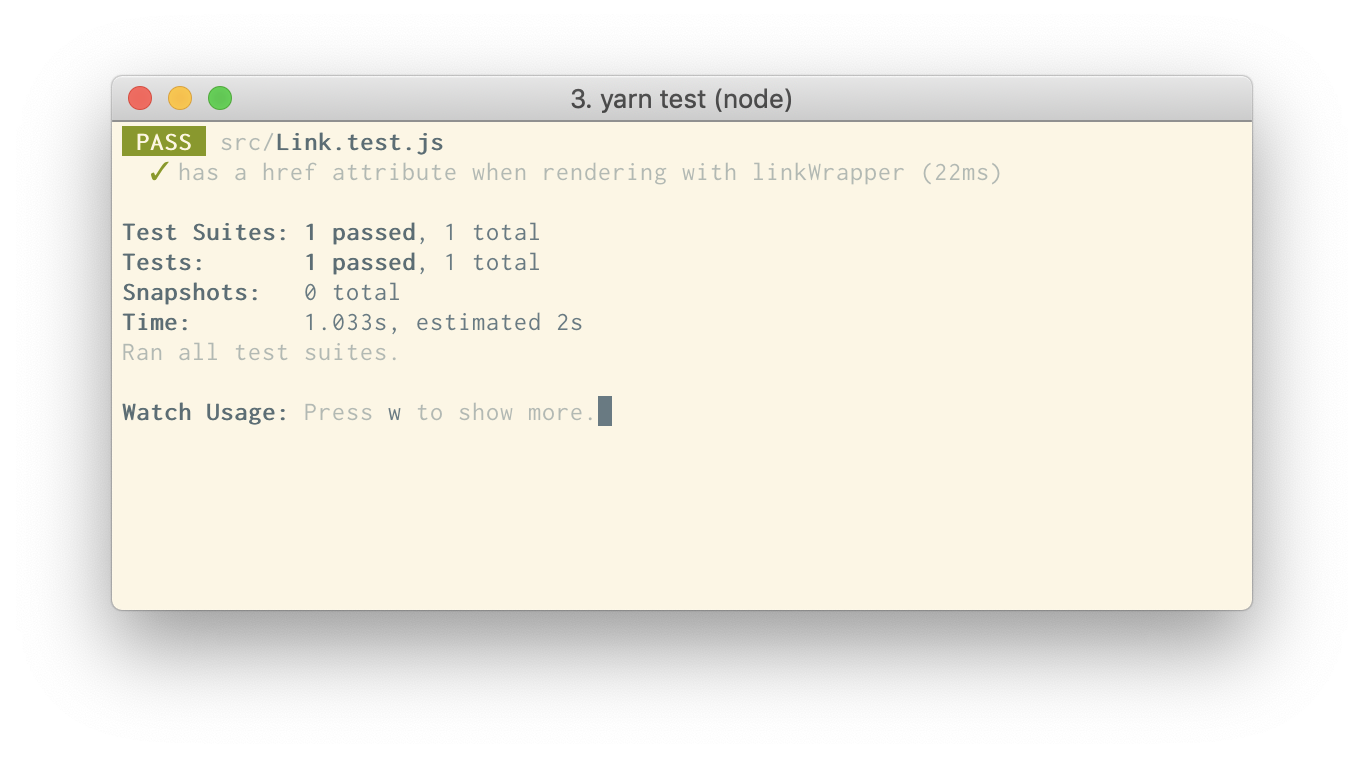 3. yarn test (node)
PASS src/Link.test.js
✓ has a href attribute when rendering with linkWrapper (22ms)
Test Suites: 1 passed, 1 total
Tests: 1 passed, 1 total
Snapshots: 0 total
Time: 1.033s, estimated 2s
Ran all test suites.
Watch Usage: Press w to show more.